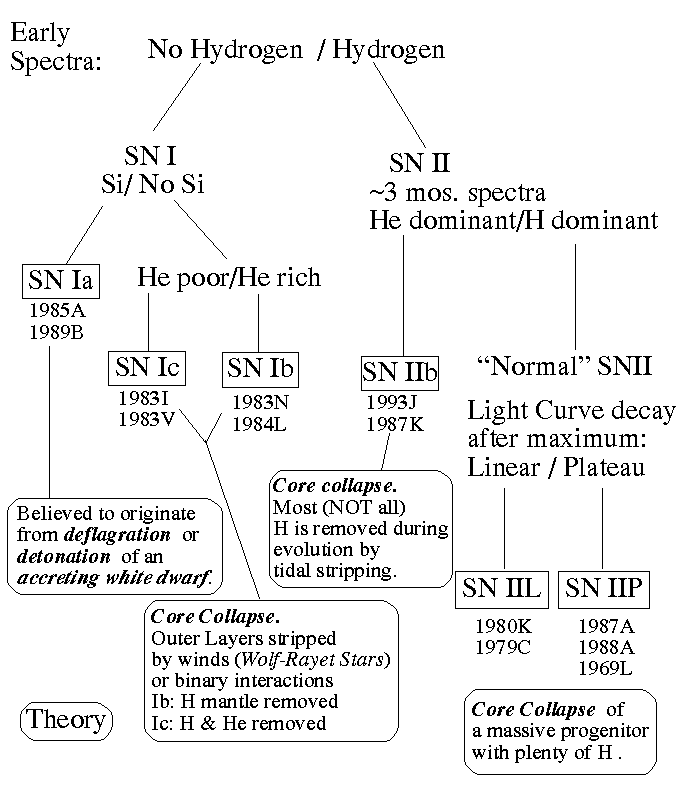 Early
Spectra:
No Hydrogen / Hydrogen
SN I
Si/ No Si
SN II
~3 mos. spectra
He dominant/H dominant
SN Ia
1985A
1989B
He poor/He rich
SN Ic
1983I
1983V
SN Ib
1983N
1984L
SN IIb
1993J
1987K
“Normal” SNII
Light Curve decay
after maximum:
Linear / Plateau
Believed to originate
from deflagration or
detonation of an
accreting white dwarf.
Core collapse.
Most (NOT all)
H is removed during
evolution by
tidal stripping.
SN IIL
1980K
1979C
SN IIP
1987A
1988A
1969L
Core Collapse.
Outer Layers stripped
by winds (Wolf-Rayet Stars)
or binary interactions
Ib: H mantle removed
Ic: H & He removed
Core Collapse of
a massive progenitor
with plenty of H .
Theory